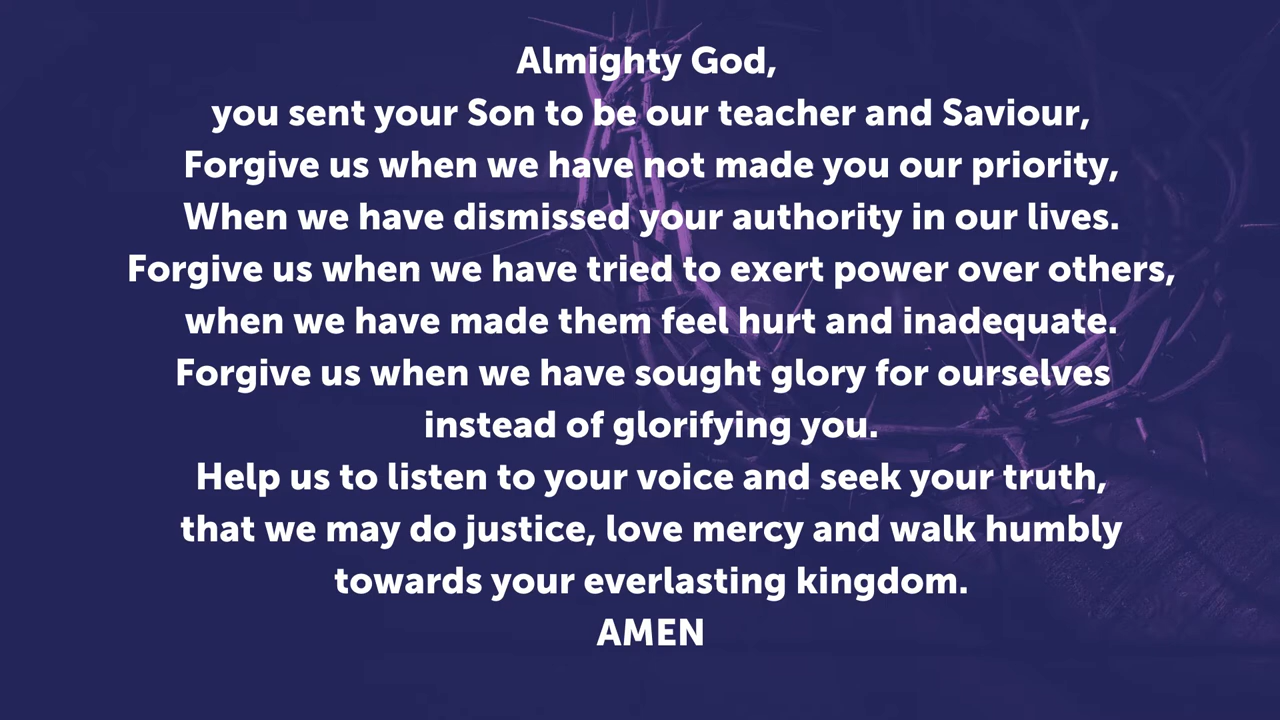 Almighty God,
you sent your Son to be our teacher and Saviour,
Forgive us when we have not made you our priority,
When we have dismissed your authority in our lives.
Forgive us when we have tried to exert power over others,
when we have made them feel hurt and inadequate.
Forgive us when we have sought glory for ourselves
instead of glorifying you.
Help us to listen to your voice and seek your truth,
that we may do justice, love mercy and walk humbly
towards your everlasting kingdom.
AMEN